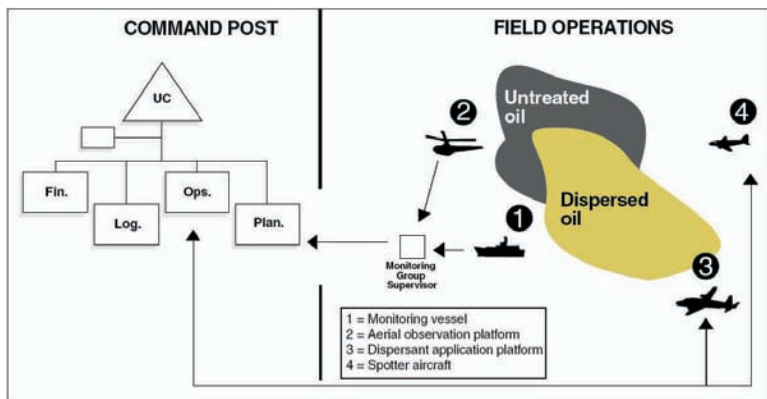 COMMAND POST
FIELD OPERATIONS
UC
Fin.
Log.
Ops.
Plan.
2
Untreated
oil
4
Dispersed
oil
1
3
Monitoring
Group
Supervisor
1 = Monitoring vessel
2 = Aerial observation platform
3 = Dispersant application platform
4 = Spotter aircraft